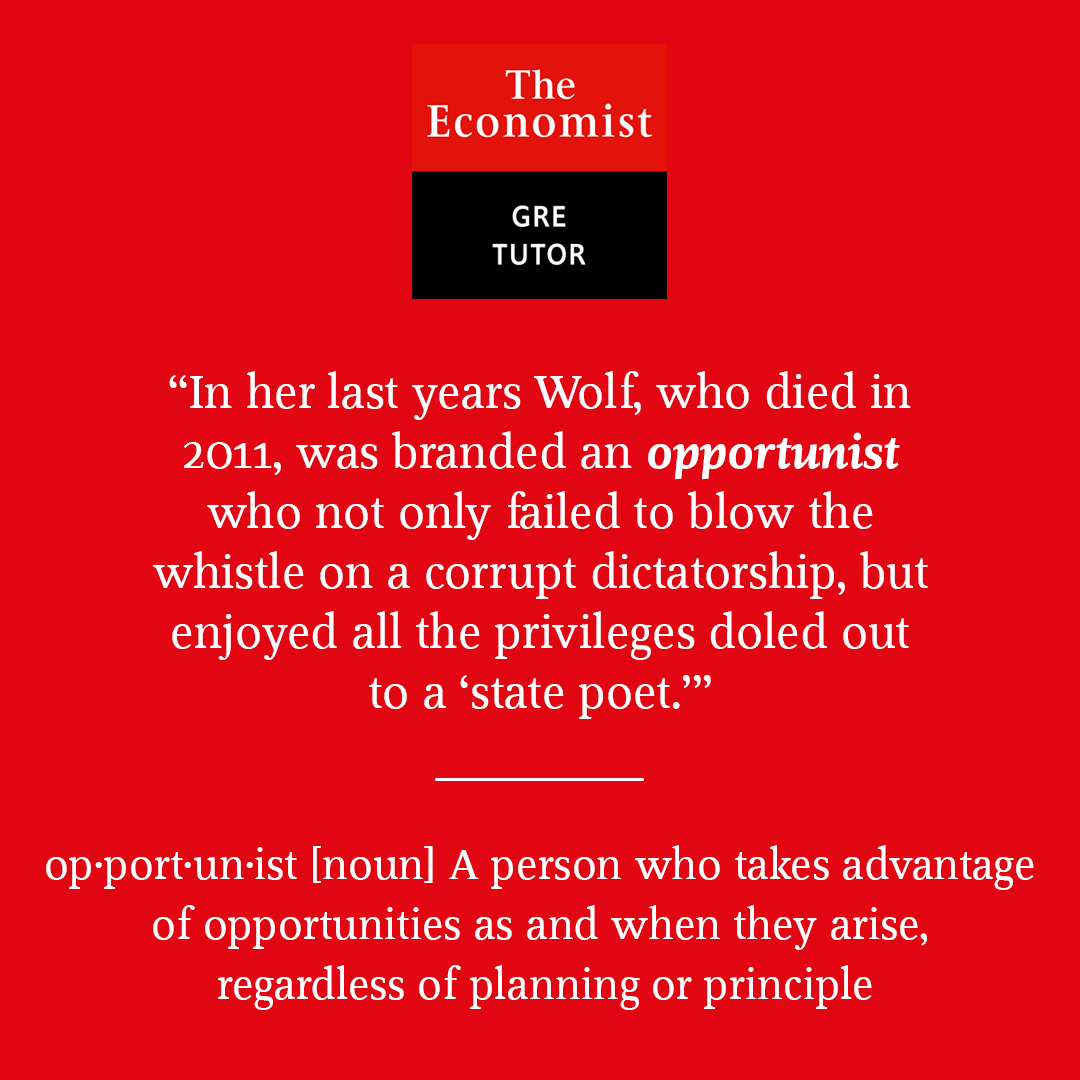 The
Economist
GRE
TUTOR
“In her last years Wolf, who died in
2011, was branded an opportunist
who not only failed to blow the
whistle on a corrupt dictatorship, but
enjoyed all the privileges doled out
to a ‘state poet.’”
op·port·un·ist [noun] A person who takes advantage
of opportunities as and when they arise,
regardless of planning or principle